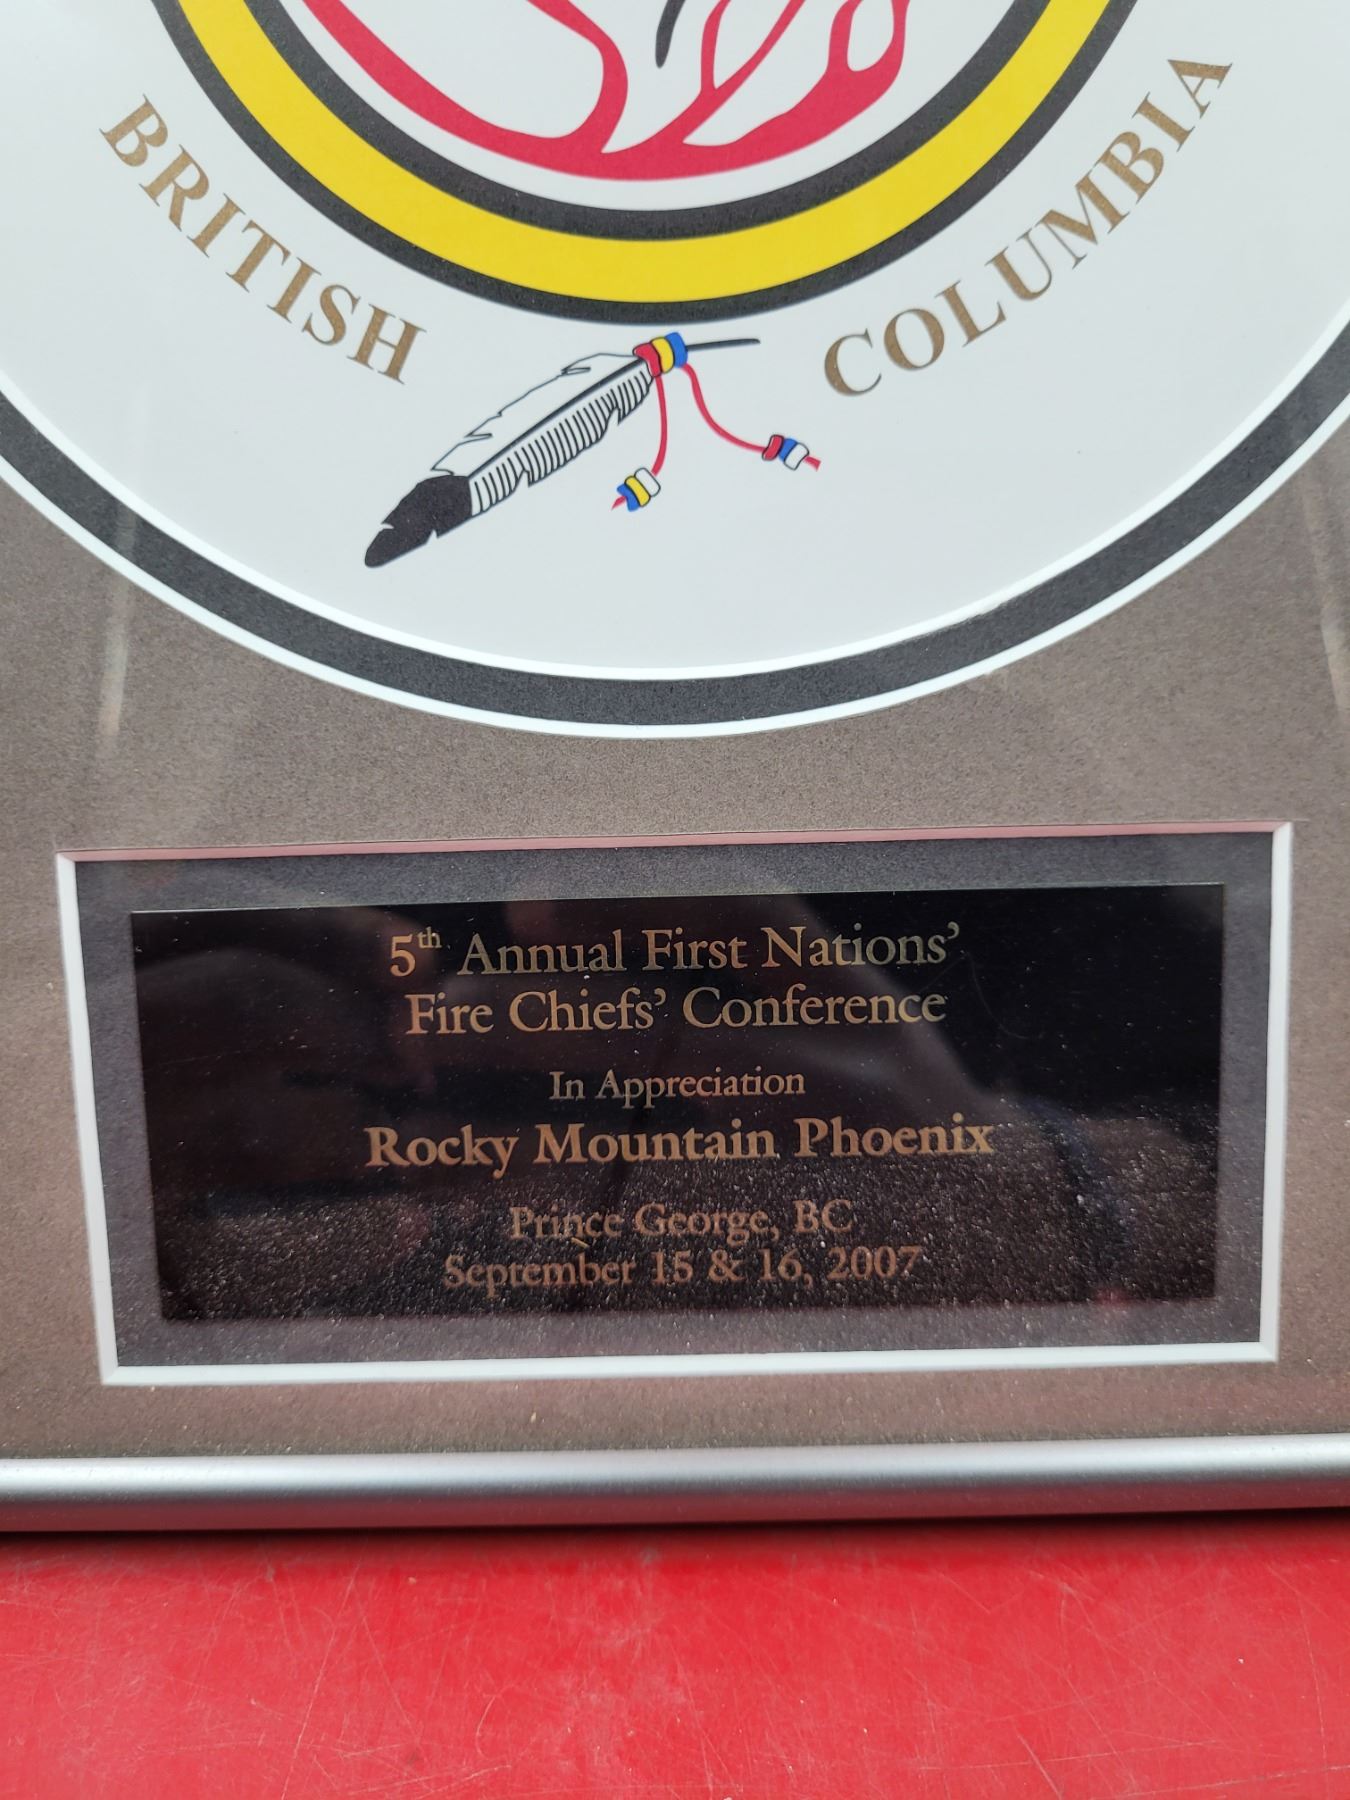 BRITISH COLUMBIA
5th Annual First Nations'
Fire Chiefs' Conference
In Appreciation
Rocky Mountain Phoenix
Prince George, BC
September 15 & 16, 2007